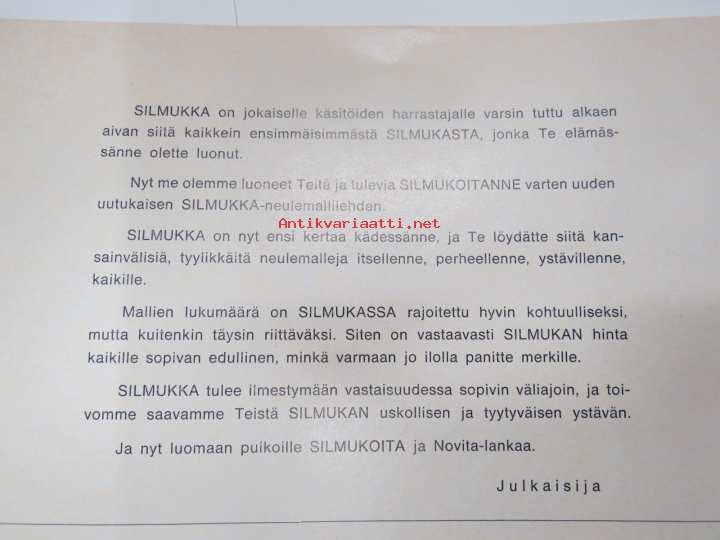 SILMUKKA on jokaiselle käsitöiden harrastajalle varsin tuttu alkaen
aivan siitä kaikkein ensimmäisimmästä SILMUKASTA, jonka Te elämäs-
sänne olette luonut.
Nyt me olemme luoneet Teitä ja tulevia SILMUKOITANNE varten uuden
uutukaisen SILMUKKA-neulemalliehden.
Antikvariaatti.net
SILMUKKA on nyt ensi kertaa kädessänne, ja Te löydätte siitä kan-
sainvälisiä, tyylikkäitä neulemalleja itsellenne, perheellenne, ystävillenne,
kaikille.
Mallien lukumäärä on SILMUKASSA rajoitettu hyvin kohtuulliseksi,
mutta kuitenkin täysin riittäväksi. Siten on vastaavasti SILMUKAN hinta
kaikille sopivan edullinen, minkä varmaan jo ilolla panitte merkille.
SILMUKKA tulee ilmestymään vastaisuudessa sopivin väliajoin, ja toi-
vomme saavamme Teistä SILMUKAN uskollisen ja tyytyväisen ystävän.
Ja nyt luomaan puikoille SILMUKOITA ja Novita-lankaa.
Julkaisija